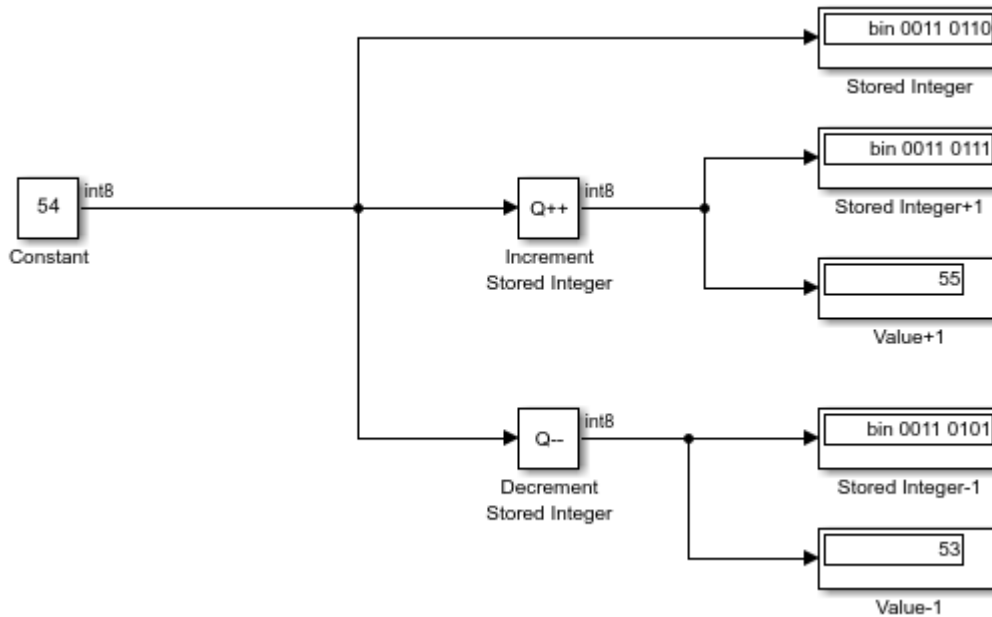 bin 0011 0110
Stored Integer
bin 0011 0111
Stored Integer+1
54
int8
Constant
Q++
int8
Increment
Stored Integer
55
Value+1
Q--
int8
Decrement
Stored Integer
bin 0011 0101
Stored Integer-1
53
Value-1